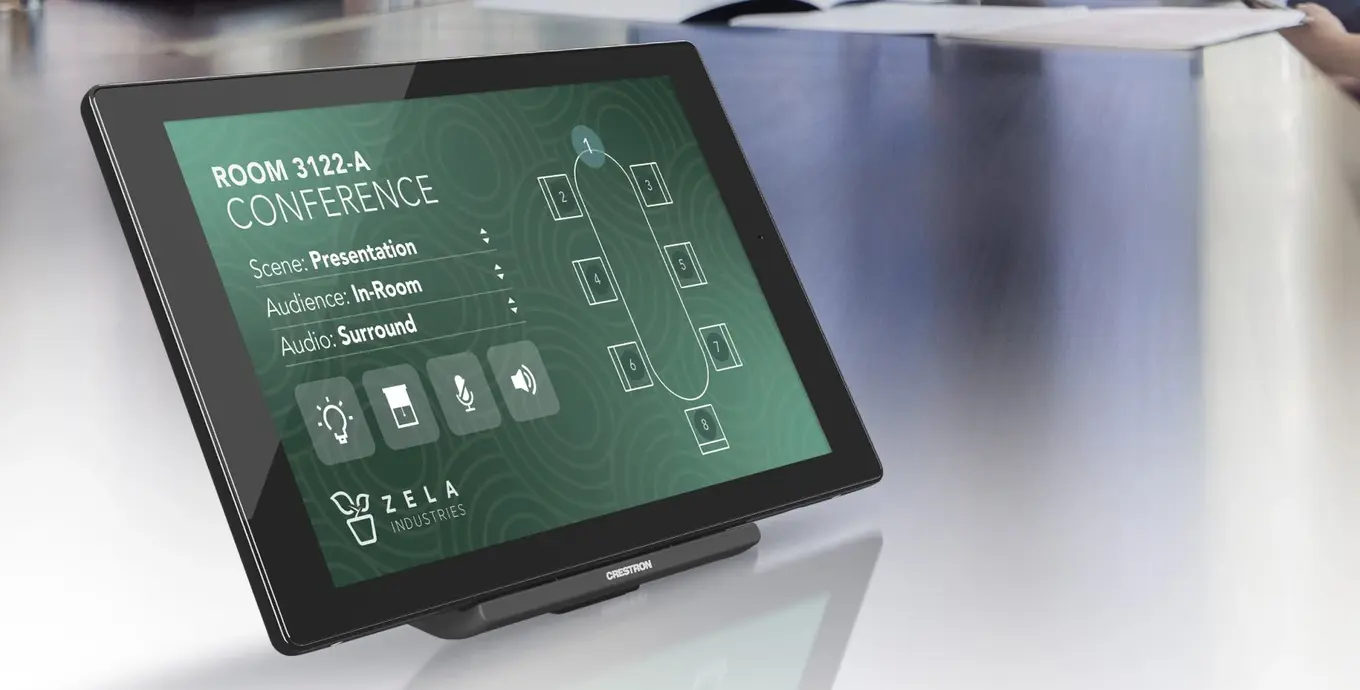 ROOM 3122-A
CONFERENCE
Scene: Presentation
Audience: In-Room
Audio: Surround
ZELA
INDUSTRIES
1
2
3
4
5
6
7
8
CRESTRON